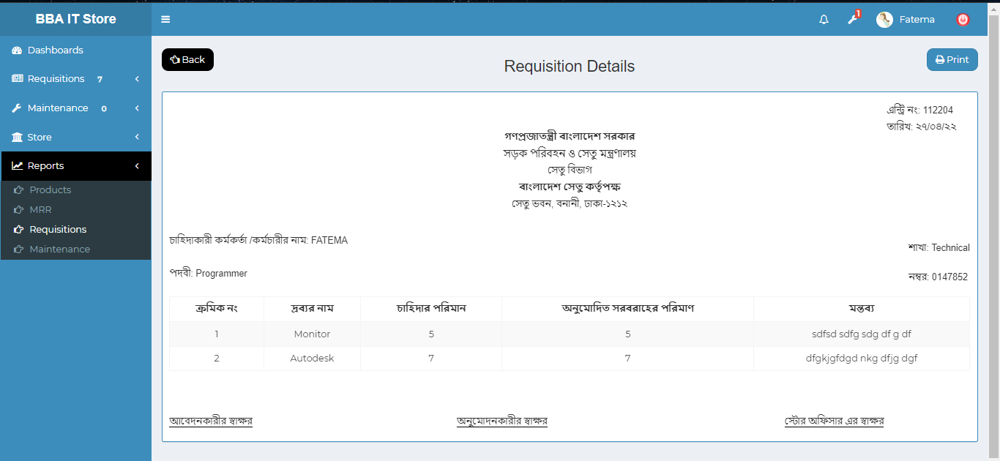 BBA IT Store
1
Fatema
Dashboards
Requisitions 7
Maintenance 0
Store
Reports
Products
MRR
Requisitions
Maintenance
Back
Requisition Details
Print
এন্ট্রি নং: 112204
তারিখ: ২৭/০৪/২২
গণপ্রজাতন্ত্রী বাংলাদেশ সরকার
সড়ক পরিবহন ও সেতু মন্ত্রণালয়
সেতু বিভাগ
বাংলাদেশ সেতু কর্তৃপক্ষ
সেতু ভবন, বনানী, ঢাকা-১২১২
চাহিদাকারী কর্মকর্তা /কর্মচারীর নাম: FATEMA
শাখা: Technical
পদবী: Programmer
নম্বর: 0147852
ক্রমিক নং দ্রব্যর নাম চাহিদার পরিমান অনুমোদিত সরবরাহের পরিমাণ মন্তব্য
1 Monitor 5 5 sdfsd sdfg sdg df g df
2 Autodesk 7 7 dfgkjgfdgd nkg dfjg dgf
আবেদনকারীর স্বাক্ষর অনুমোদনকারীর স্বাক্ষর স্টোর অফিসার এর স্বাক্ষর